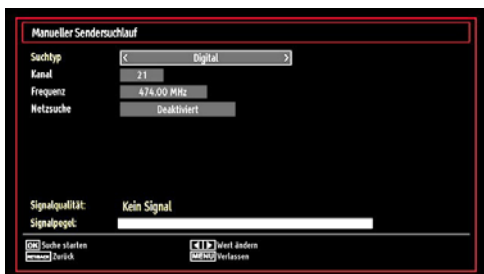 Manueller Sendersuchlauf
Suchtyp < Digital >
Kanal 21
Frequenz 474.00 MHz
Netzsuche Deaktiviert
Signalqualität: Kein Signal
Signalpegel:
OK Suche starten ◄ ► Wert ändern
RETBACK Zurück MENU Verlassen